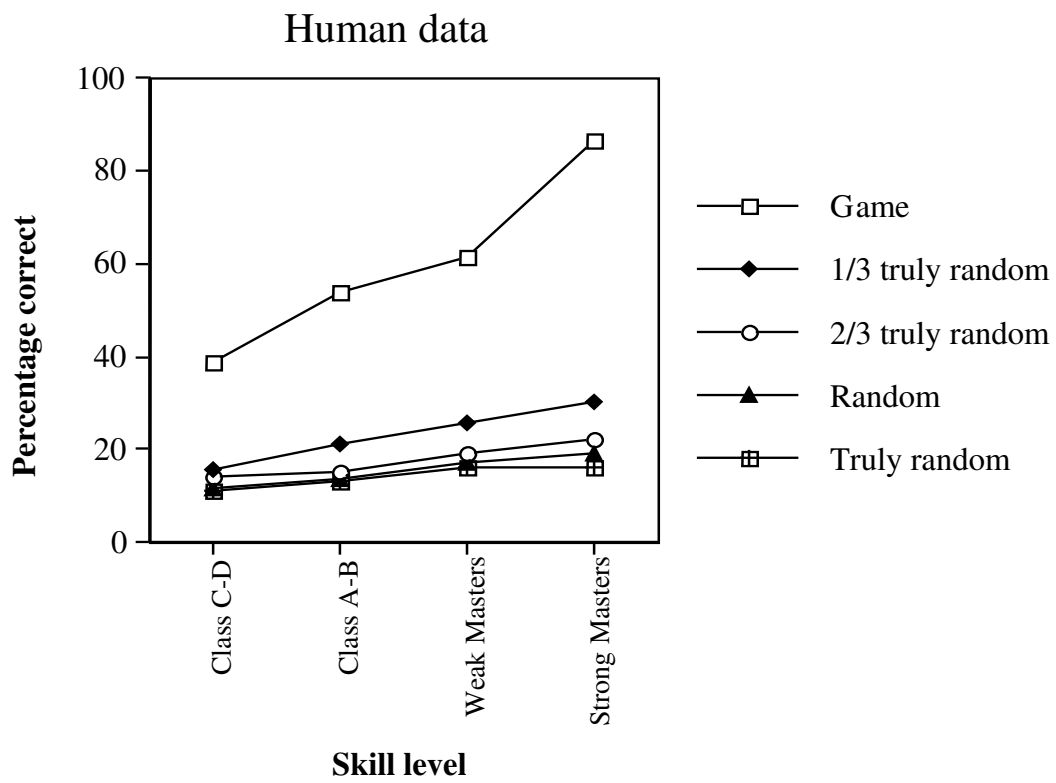 Human data
100
80
60
40
20
0
Percentage correct
Class C-D
Class A-B
Weak Masters
Strong Masters
Skill level
Game
1/3 truly random
2/3 truly random
Random
Truly random